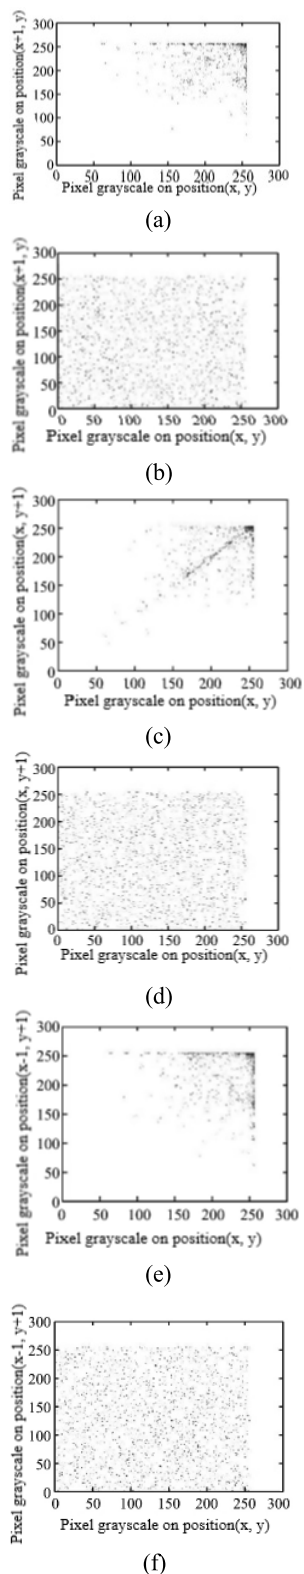 Pixel grayscale on position(x+1, y)
300
250
200
150
100
50
0
0 50 100 150 200 250 300
Pixel grayscale on position(x, y)
(a)
Pixel grayscale on position(x+1, y)
300
250
200
150
100
50
0
0 50 100 150 200 250 300
Pixel grayscale on position(x, y)
(b)
Pixel grayscale on position(x, y+1)
300
250
200
150
100
50
0
0 50 100 150 200 250 300
Pixel grayscale on position(x, y)
(c)
Pixel grayscale on position(x, y+1)
300
250
200
150
100
50
0
0 50 100 150 200 250 300
Pixel grayscale on position(x, y)
(d)
Pixel grayscale on position(x-1, y+1)
300
250
200
150
100
50
0
0 50 100 150 200 250 300
Pixel grayscale on position(x, y)
(e)
Pixel grayscale on position(x-1, y+1)
300
250
200
150
100
50
0
0 50 100 150 200 250 300
Pixel grayscale on position(x, y)
(f)